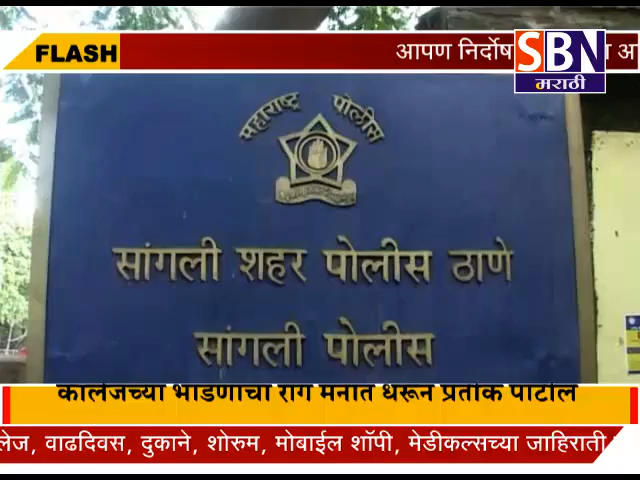 FLASH
आपण निर्दोष
SBN
मराठी
महाराष्ट्र पोलीस
सांगली शहर पोलीस ठाणे
सांगली पोलीस
कॉलेजच्या भांडणाचा राग मनात धरून प्रतीक पाटील
वाढदिवस, दुकाने, शोरुम, मोबाईल शॉपी, मेडीकल्सच्या जाहिराती